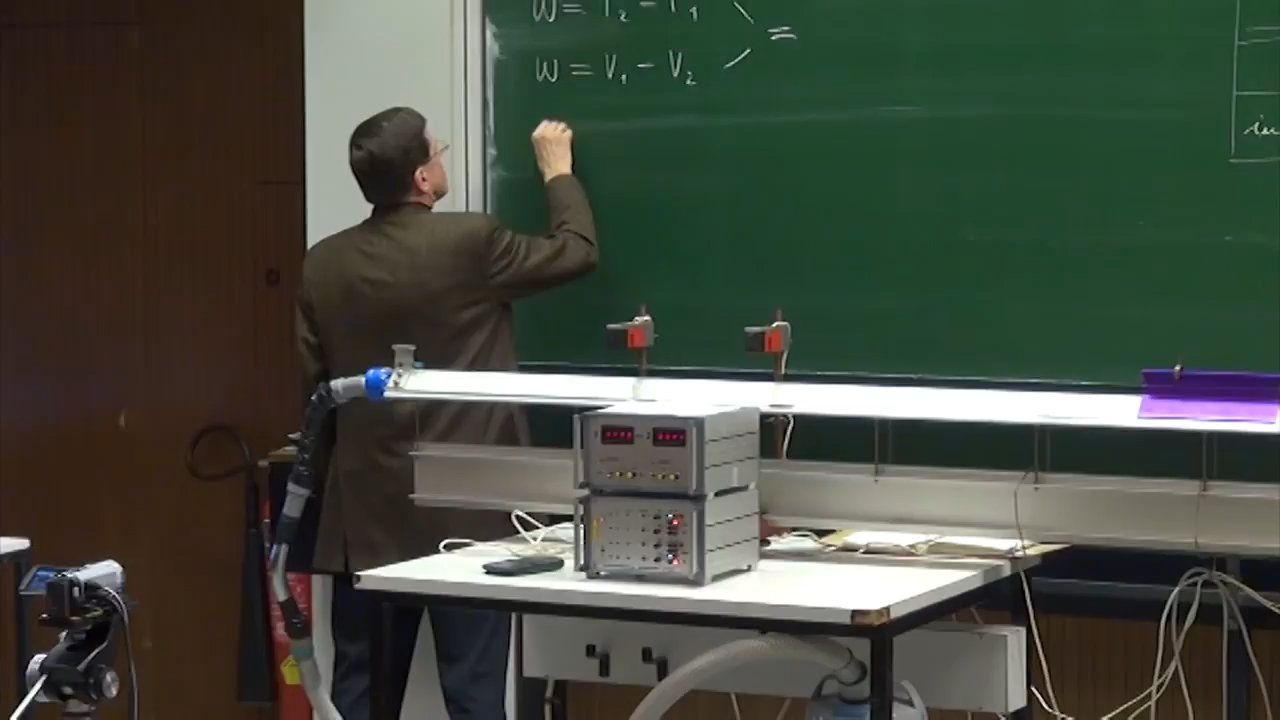 W = T₂ - T₁
=
W = V₁ - V₂